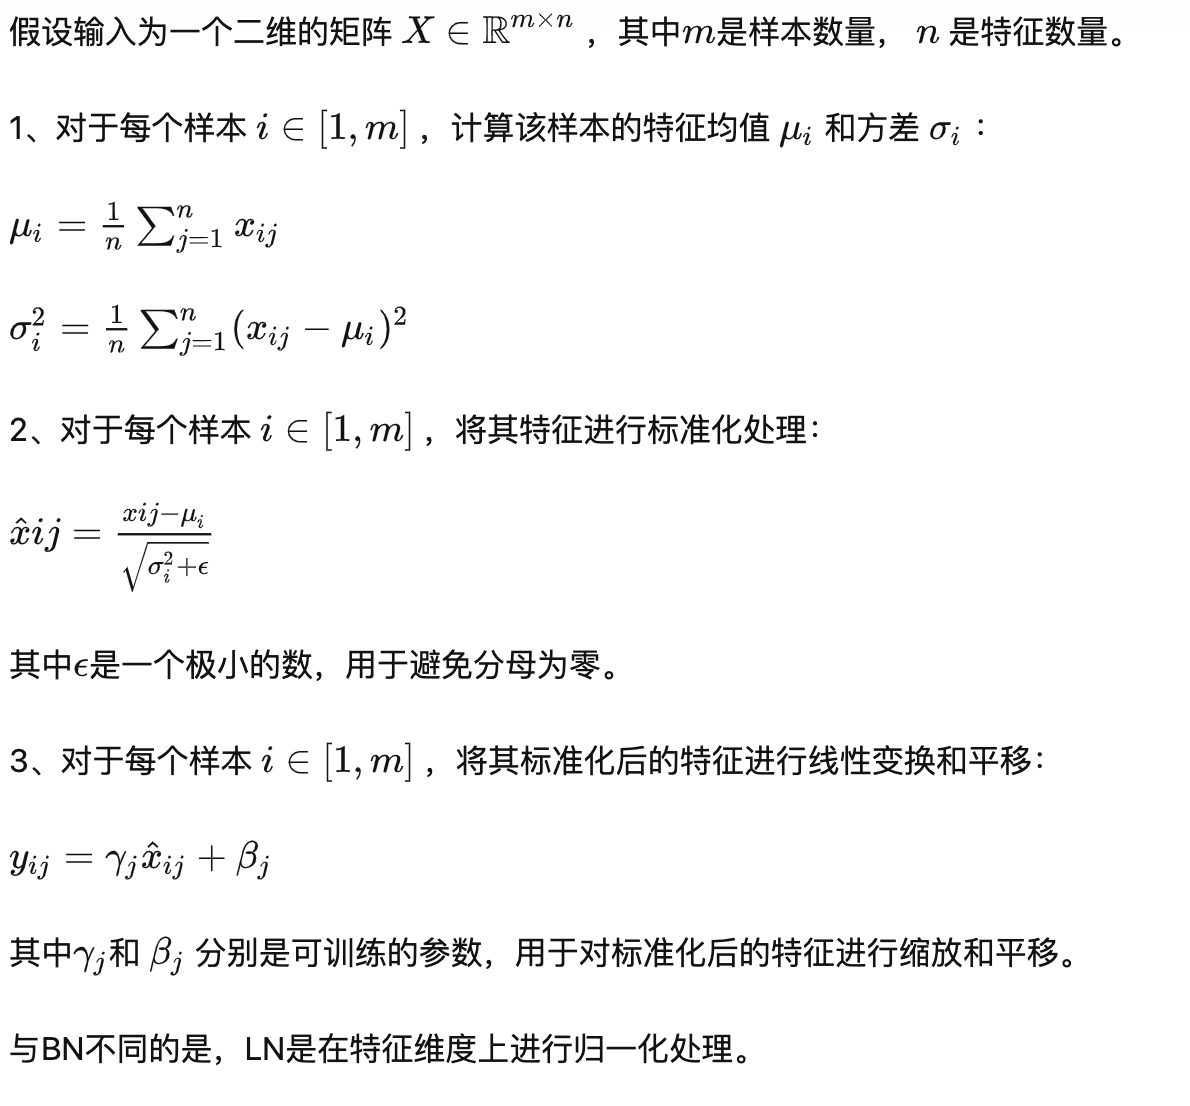 假设输入为一个二维的矩阵 $X \in \mathbb{R}^{m \times n}$ ，其中$m$是样本数量， $n$ 是特征数量。
1、对于每个样本 $i \in [1, m]$ ，计算该样本的特征均值 $\mu_i$ 和方差 $\sigma_i$ ：
$\mu_i = \frac{1}{n} \sum_{j=1}^{n} x_{ij}$
$\sigma_i^2 = \frac{1}{n} \sum_{j=1}^{n} (x_{ij} - \mu_i)^2$
2、对于每个样本 $i \in [1, m]$ ，将其特征进行标准化处理：
$\hat{x}ij = \frac{xij - \mu_i}{\sqrt{\sigma_i^2 + \epsilon}}$
其中$\epsilon$是一个极小的数，用于避免分母为零。
3、对于每个样本 $i \in [1, m]$ ，将其标准化后的特征进行线性变换和平移：
$y_{ij} = \gamma_j \hat{x}_{ij} + \beta_j$
其中$\gamma_j$和 $\beta_j$ 分别是可训练的参数，用于对标准化后的特征进行缩放和平移。
与BN不同的是，LN是在特征维度上进行归一化处理。